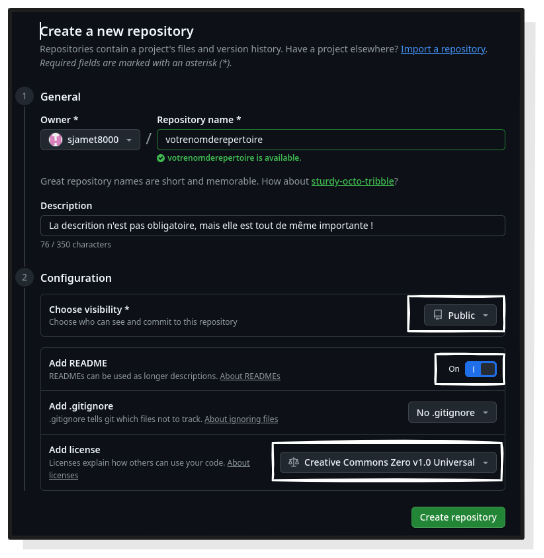 Create a new repository
Repositories contain a project's files and version history. Have a project elsewhere? Import a repository.
Required fields are marked with an asterisk (*).
1 General
Owner * Repository name *
sjamet8000 / votrenomderepertoire
votrenomderepertoire is available.
Great repository names are short and memorable. How about sturdy-octo-tribble?
Description
La descrition n'est pas obligatoire, mais elle est tout de même importante !
76 / 350 characters
2 Configuration
Choose visibility *
Choose who can see and commit to this repository
Public
Add README
READMEs can be used as longer descriptions. About READMEs
On
Add .gitignore
.gitignore tells git which files not to track. About ignoring files
No .gitignore
Add license
Licenses explain how others can use your code. About
licenses
Creative Commons Zero v1.0 Universal
Create repository